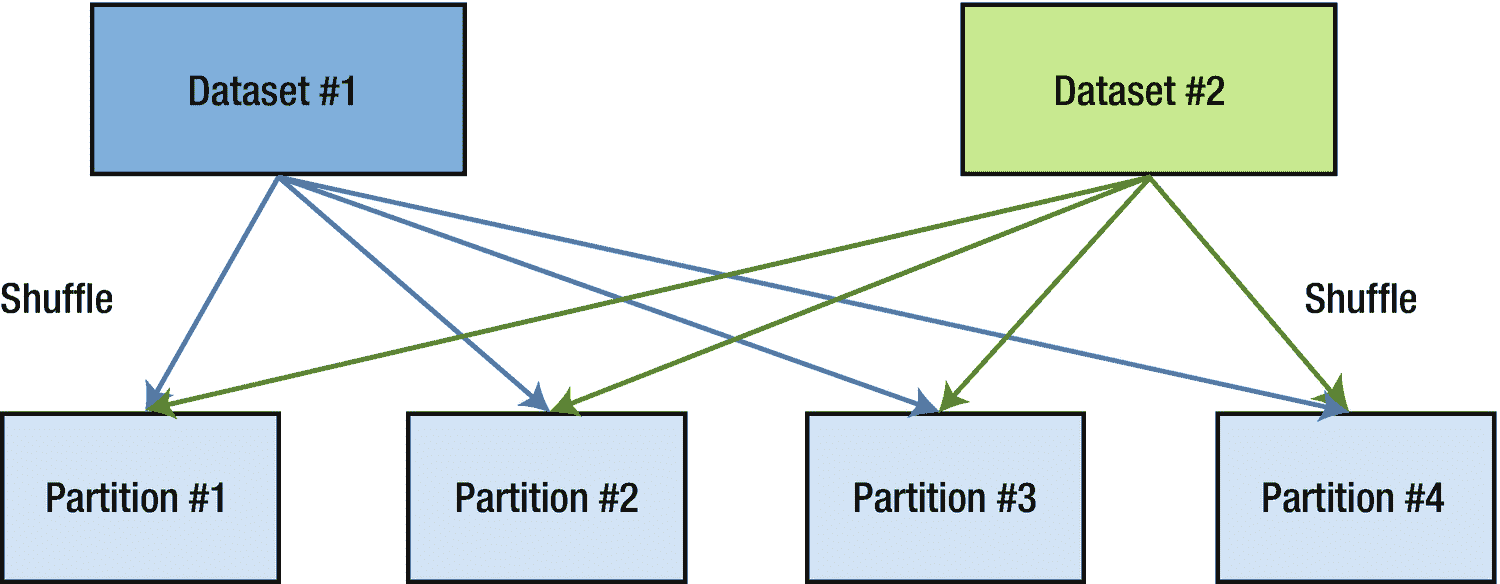 Dataset #1
Dataset #2
Shuffle
Shuffle
Partition #1
Partition #2
Partition #3
Partition #4